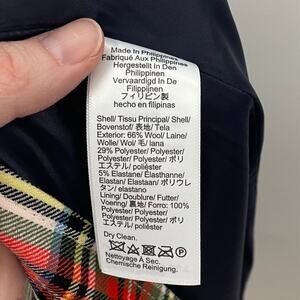 Made In Philippines
Fabriqué Aux Philippines
Hergestellt In Den
Philippinen
Vervaardigd In De
Filipijnen
フィリピン製
hecho en filipinas
Shell/ Tissu Principal/ Shell/
Bovenstof/ 表地/ Tela
Exterior: 66% Wool/ Laine/
Wolle/ Wol/ 毛/ lana
29% Polyester/ Polyester/
Polyester/ Polyester/ ポリ
エステル/ poliéster
5% Elastane/ Élasthanne/
Elastan/ Elastaan/ ポリウレ
タン/ elastano
Lining/ Doublure/ Futter/
Voering/ 裏地/ Forro: 100%
Polyester/ Polyester/
Polyester/ Polyester/ ポリ
エステル/ poliéster
Dry Clean.
Nettoyage À Sec.
Chemische Reinigung.